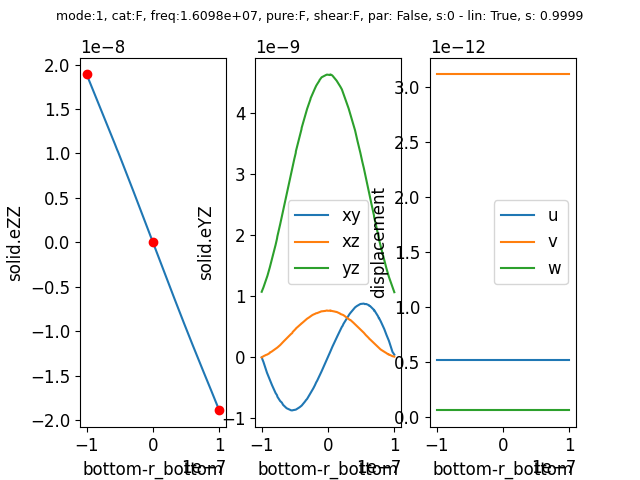 mode:1, cat:F, freq:1.6098e+07, pure:F, shear:F, par: False, s:0 - lin: True, s: 0.9999
1e−8
1e−9
1e−12
2.0
1.5
1.0
0.5
0.0
−0.5
−1.0
−1.5
−2.0
solid.eZZ
−1
0
1
1e−7
bottom-r_bottom
4
3
2
1
0
−1
solid.eYZ
xy
xz
yz
−1
0
1
1e−7
bottom-r_bottom
3.0
2.5
2.0
1.5
1.0
0.5
0.0
displacement
u
v
w
−1
0
1
1e−7
bottom-r_bottom